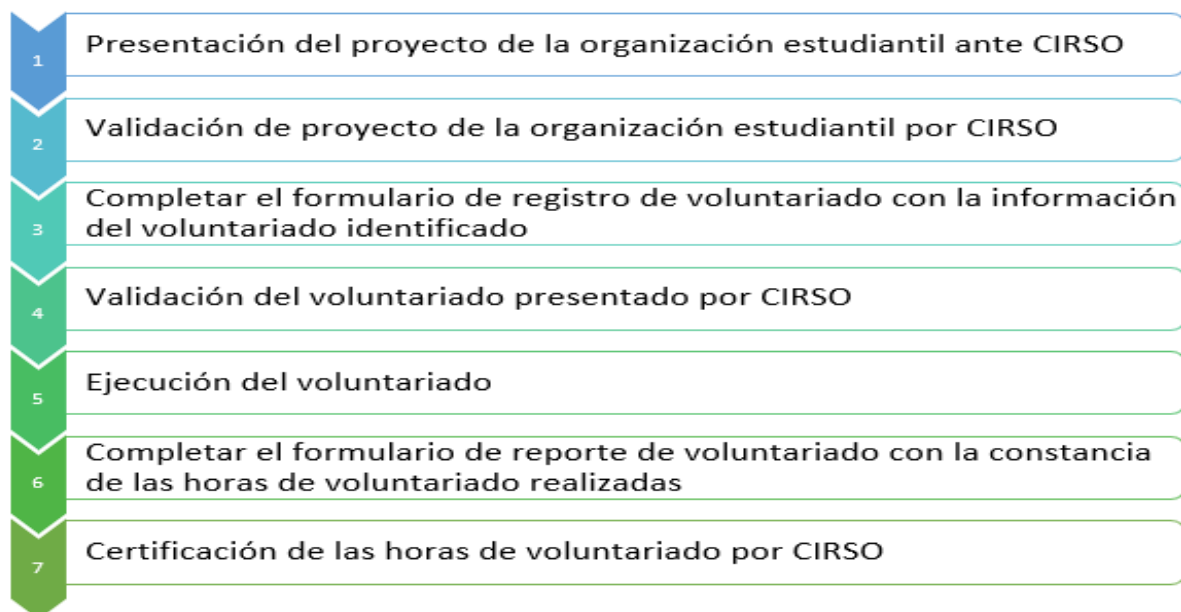 1
Presentación del proyecto de la organización estudiantil ante CIRSO
2
Validación de proyecto de la organización estudiantil por CIRSO
3
Completar el formulario de registro de voluntariado con la información
del voluntariado identificado
4
Validación del voluntariado presentado por CIRSO
5
Ejecución del voluntariado
6
Completar el formulario de reporte de voluntariado con la constancia
de las horas de voluntariado realizadas
7
Certificación de las horas de voluntariado por CIRSO